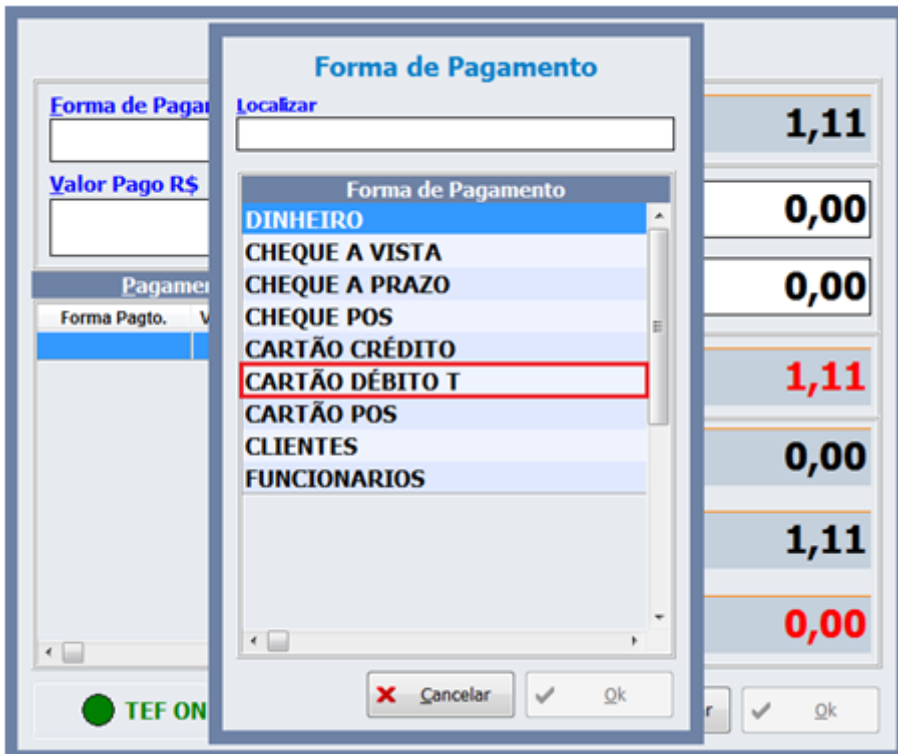 Forma de Pagamento
Localizar
Forma de Pagamento
DINHEIRO
CHEQUE A VISTA
CHEQUE A PRAZO
CHEQUE POS
CARTÃO CRÉDITO
CARTÃO DÉBITO T
CARTÃO POS
CLIENTES
FUNCIONARIOS
Cancelar
Ok
Forma de
Valor Pago R$
Forma Pagto.
TEF ON
1,11
0,00
0,00
1,11
0,00
1,11
0,00
Ok